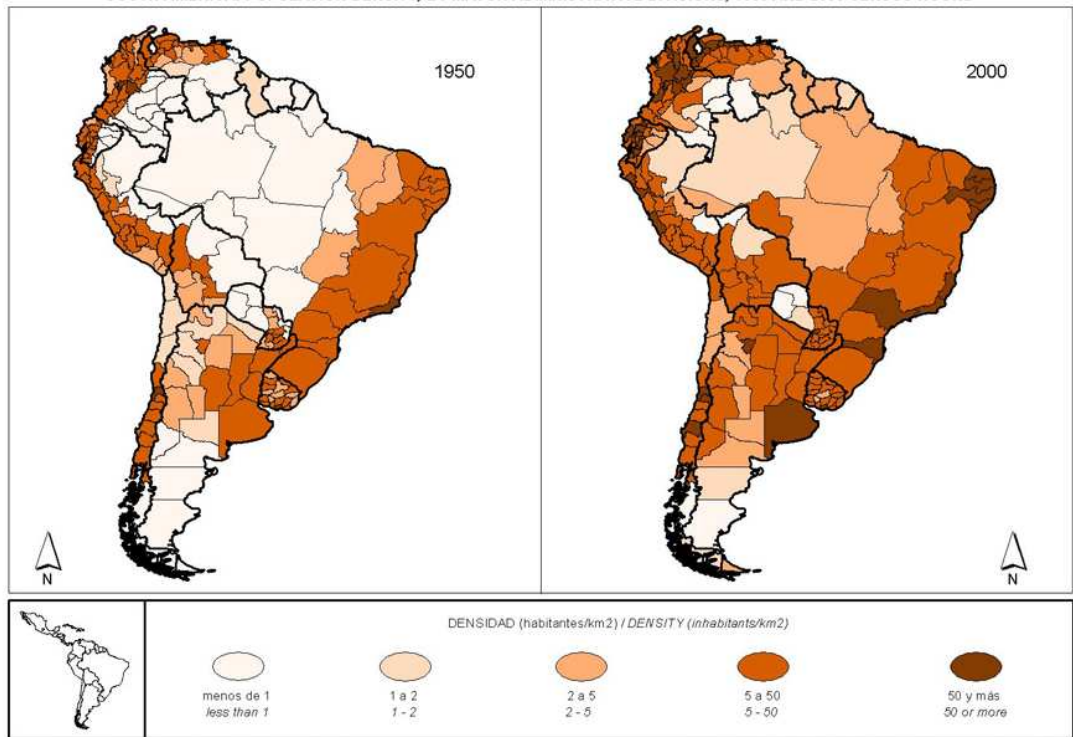 1950
2000
N
N
DENSIDAD (habitantes/km2) / DENSITY (inhabitants/km2)
menos de 1
less than 1
1 a 2
1 - 2
2 a 5
2 - 5
5 a 50
5 - 50
50 y más
50 or more